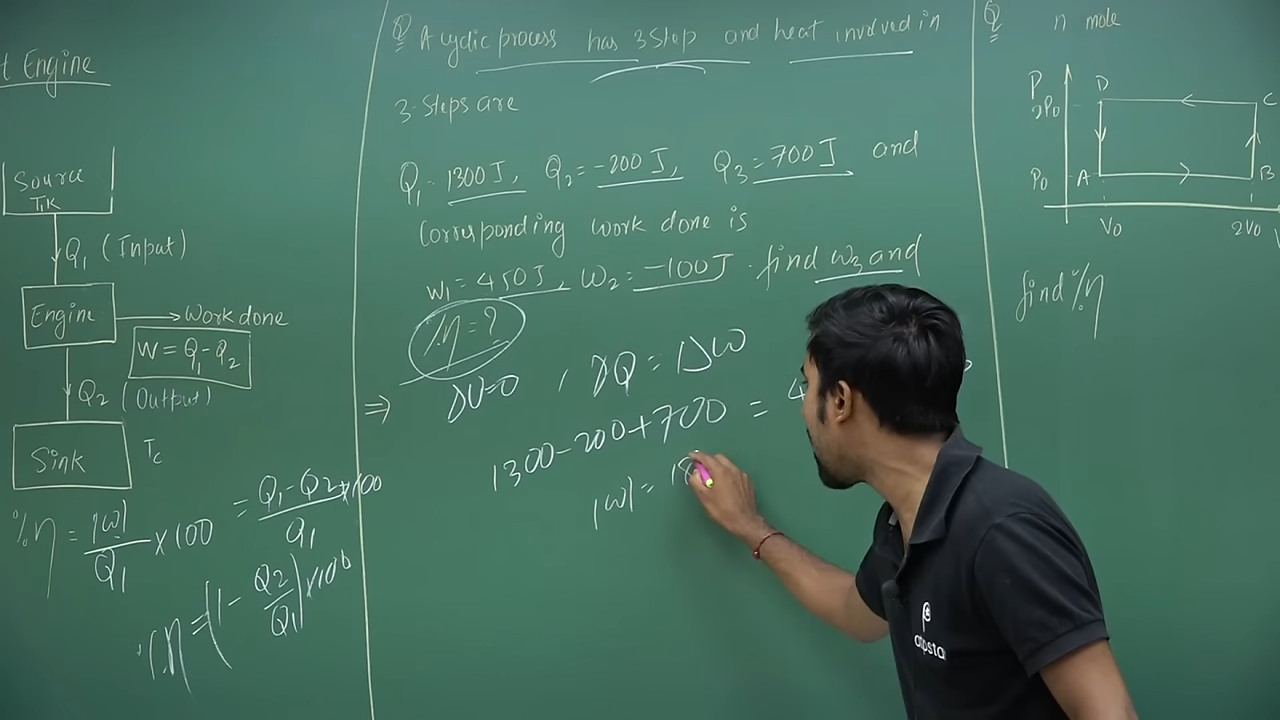 t Engine
Source
T₁K
Q₁ (Input)
Engine
Work done
W = Q₁ - Q₂
Q₂ (Output)
Sink
Tc
%η = |W| / Q₁ × 100
= Q₁ - Q₂ / Q₁ × 100
%η = (1 - Q₂ / Q₁) × 100
Q A cyclic process has 3 Step and heat involved in
3-Steps are
Q₁ = 1300 J, Q₂ = -200 J, Q₃ = 700 J and
Corresponding work done is
W₁ = 450 J, W₂ = -100 J . find W₃ and
%η = ?
⇒ ΔU=0 , ΔQ = ΔW
1300 - 200 + 700 = 4
|W| = 18
Q n mole
P
2P₀
D
C
P₀
A
B
V₀
2V₀
V
find %η